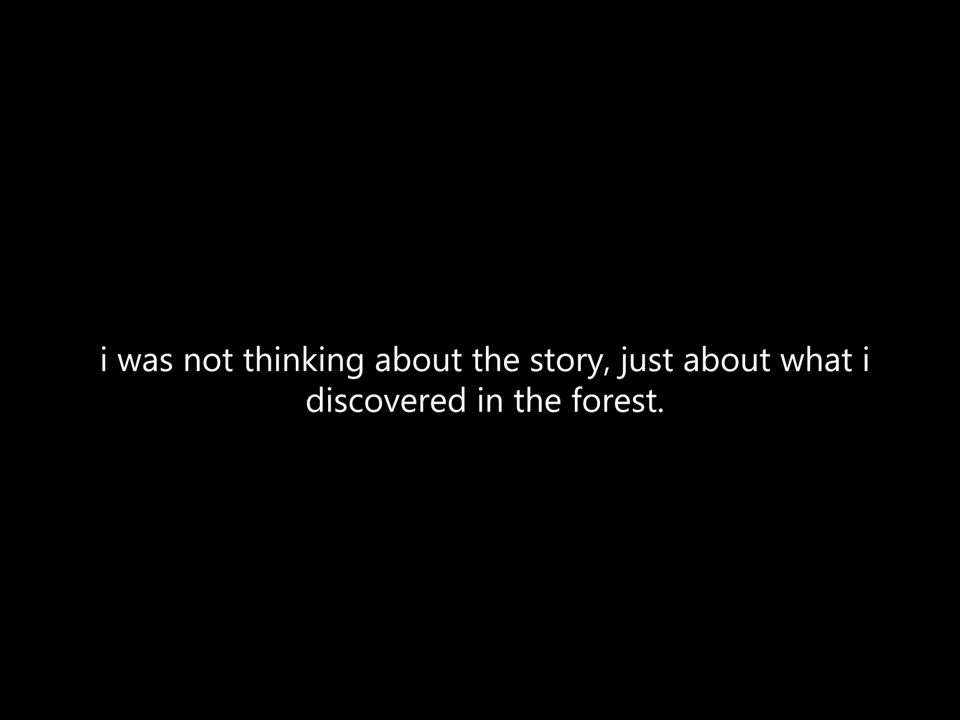 i was not thinking about the story, just about what i
discovered in the forest.